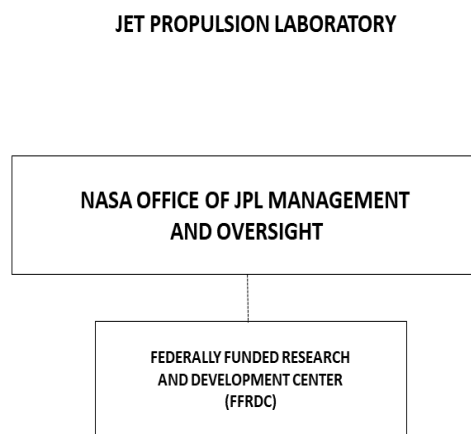 JET PROPULSION LABORATORY
NASA OFFICE OF JPL MANAGEMENT
AND OVERSIGHT
FEDERALLY FUNDED RESEARCH
AND DEVELOPMENT CENTER
(FFRDC)